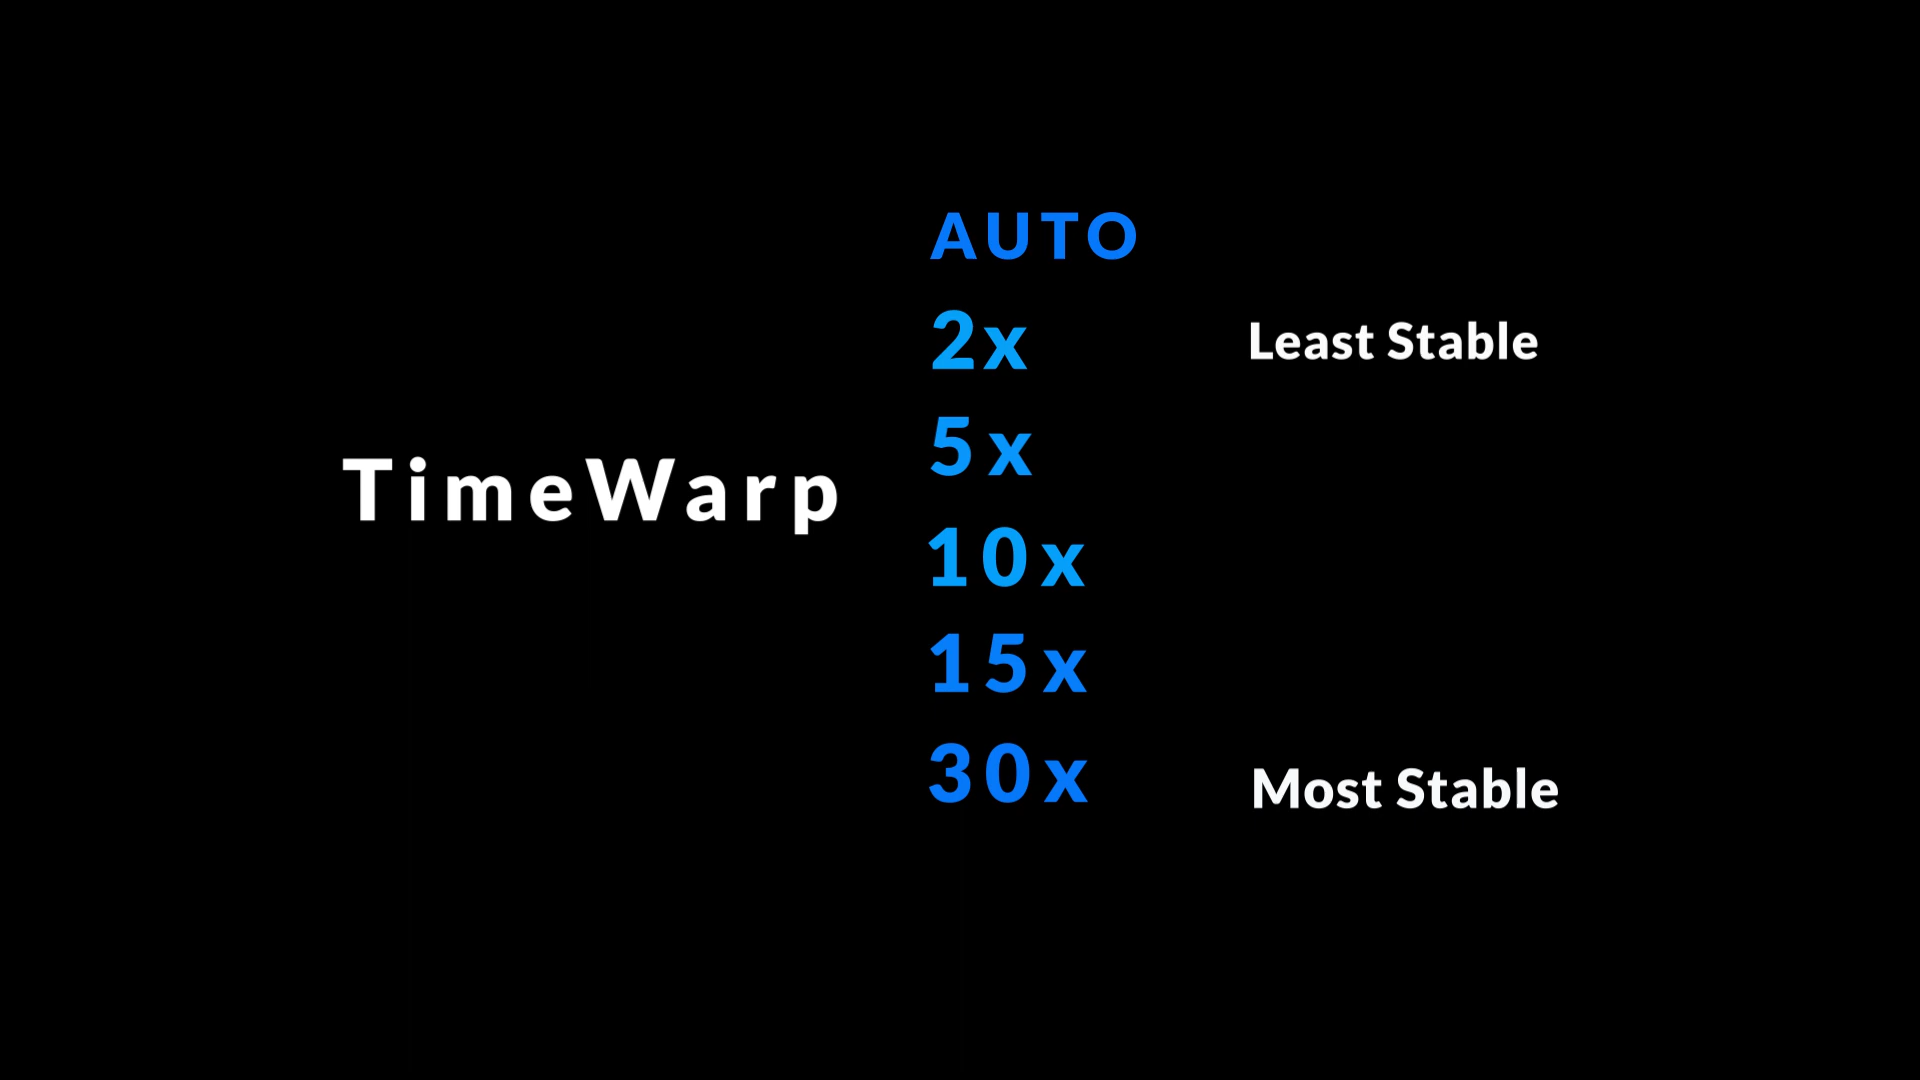 TimeWarp
AUTO
2x
Least Stable
5x
10x
15x
30x
Most Stable